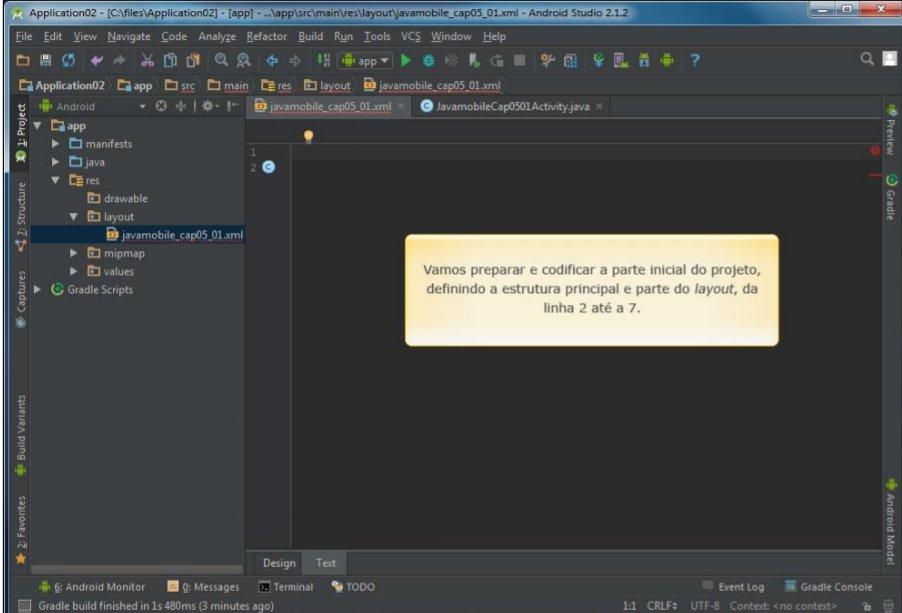 Application02 - [C:\files\Application02] - [app] - ...\app\src\main\res\layout\javamobile_cap05_01.xml - Android Studio 2.1.2
File Edit View Navigate Code Analyze Refactor Build Run Tools VCS Window Help
app
Application02 app src main res layout javamobile_cap05_01.xml
Android
javamobile_cap05_01.xml
JavamobileCap0501Activity.java
1: Project
app
manifests
java
res
drawable
layout
javamobile_cap05_01.xml
mipmap
values
Gradle Scripts
1
2
Vamos preparar e codificar a parte inicial do projeto,
definindo a estrutura principal e parte do layout, da
linha 2 até a 7.
Z: Structure
Captures
Build Variants
2: Favorites
Preview
Gradle
Android Model
Design Text
6: Android Monitor 0: Messages Terminal TODO Event Log Gradle Console
Gradle build finished in 1s 480ms (3 minutes ago) 1:1 CRLF UTF-8 Context: <no context>